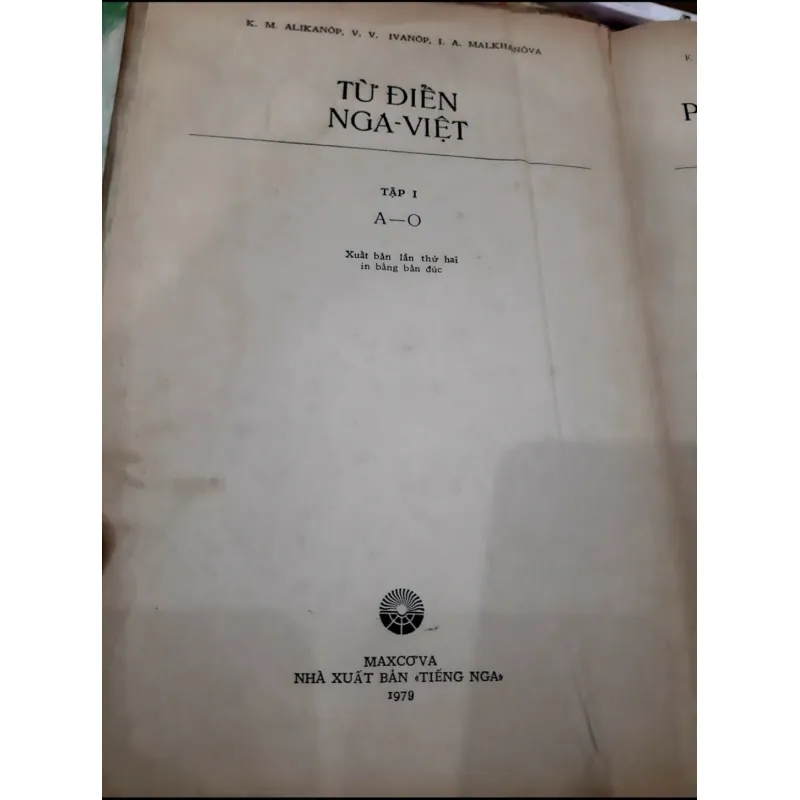 K. M. ALIKANÔP, V. V. IVANÔP, I. A. MALKHANÔVA
TỪ ĐIỂN
NGA-VIỆT
TẬP I
A—O
Xuất bản lần thứ hai
in bằng bản đúc
MAXCƠVA
NHÀ XUẤT BẢN «TIẾNG NGA»
1979